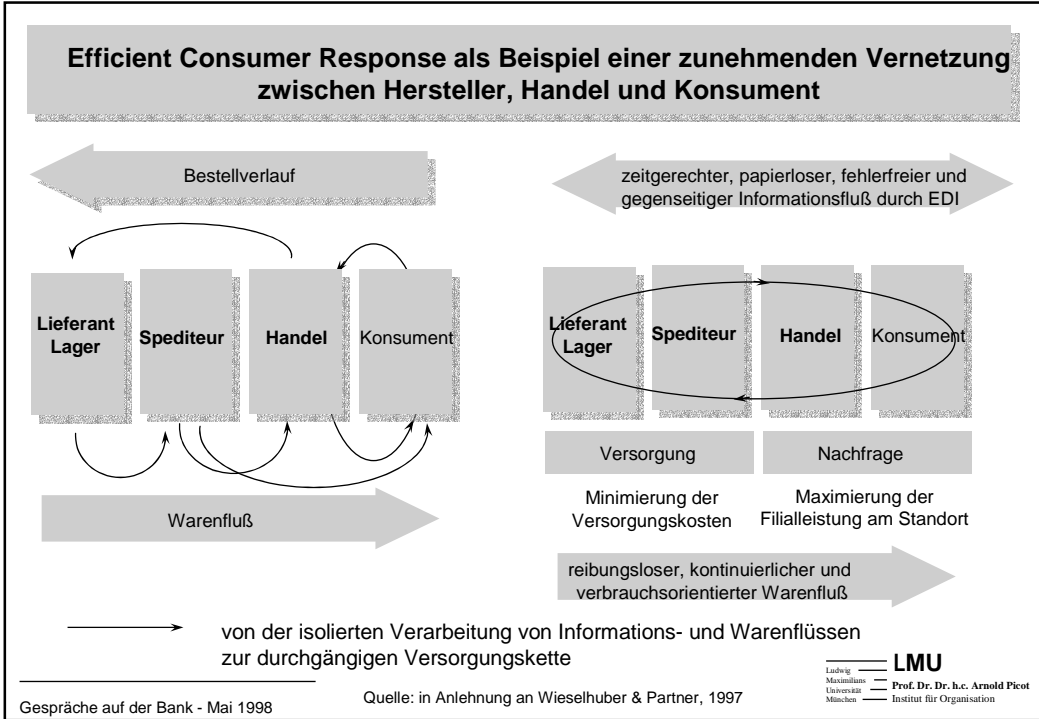 Efficient Consumer Response als Beispiel einer zunehmenden Vernetzung
zwischen Hersteller, Handel und Konsument
Bestellverlauf
Lieferant
Lager
Spediteur
Handel
Konsument
Warenfluß
zeitgerechter, papierloser, fehlerfreier und
gegenseitiger Informationsfluß durch EDI
Lieferant
Lager
Spediteur
Handel
Konsument
Versorgung
Nachfrage
Minimierung der
Versorgungskosten
Maximierung der
Filialleistung am Standort
reibungsloser, kontinuierlicher und
verbrauchsorientierter Warenfluß
von der isolierten Verarbeitung von Informations- und Warenflüssen
zur durchgängigen Versorgungskette
Gespräche auf der Bank - Mai 1998
Quelle: in Anlehnung an Wieselhuber & Partner, 1997
Ludwig
Maximilians
Universität
München
LMU
Prof. Dr. Dr. h.c. Arnold Picot
Institut für Organisation